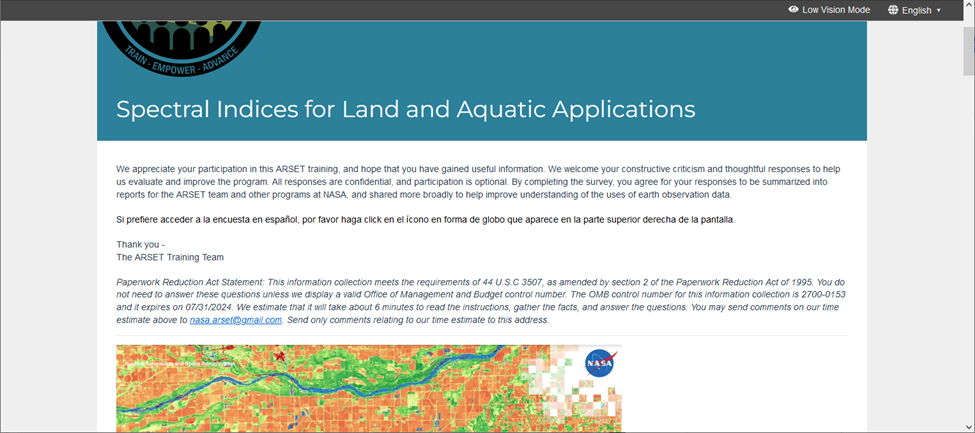 Low Vision Mode English
TRAIN - EMPOWER - ADVANCE
Spectral Indices for Land and Aquatic Applications
We appreciate your participation in this ARSET training, and hope that you have gained useful information. We welcome your constructive criticism and thoughtful responses to help
us evaluate and improve the program. All responses are confidential, and participation is optional. By completing the survey, you agree for your responses to be summarized into
reports for the ARSET team and other programs at NASA, and shared more broadly to help improve understanding of the uses of earth observation data.
Si prefiere acceder a la encuesta en español, por favor haga click en el ícono en forma de globo que aparece en la parte superior derecha de la pantalla.
Thank you -
The ARSET Training Team
Paperwork Reduction Act Statement: This information collection meets the requirements of 44 U.S.C 3507, as amended by section 2 of the Paperwork Reduction Act of 1995. You do
not need to answer these questions unless we display a valid Office of Management and Budget control number. The OMB control number for this information collection is 2700-0153
and it expires on 07/31/2024. We estimate that it will take about 6 minutes to read the instructions, gather the facts, and answer the questions. You may send comments on our time
estimate above to nasa.arset@gmail.com. Send only comments relating to our time estimate to this address.
NASA